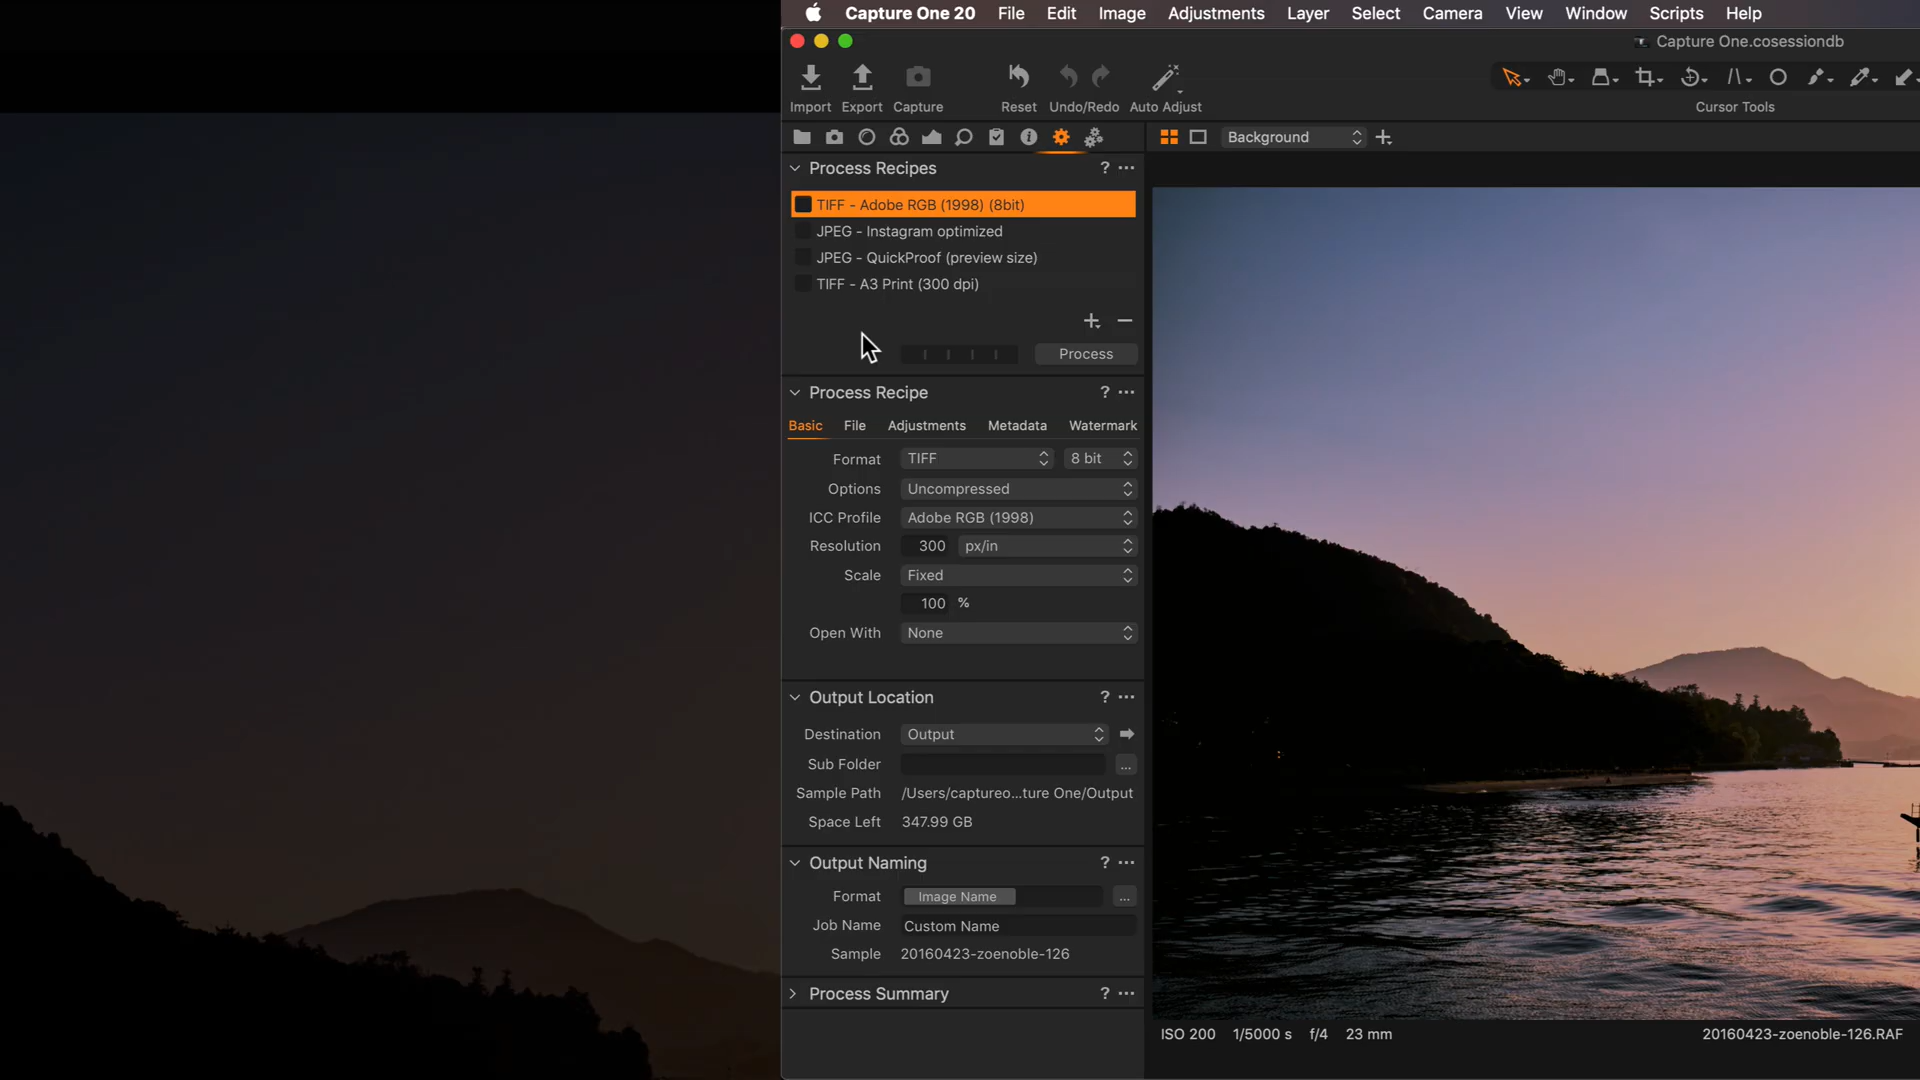 Capture One 20 File Edit Image Adjustments Layer Select Camera View Window Scripts Help
Capture One.cosessiondb
Import Export Capture Reset Undo/Redo Auto Adjust Cursor Tools
Background
Process Recipes ? ...
TIFF - Adobe RGB (1998) (8bit)
JPEG - Instagram optimized
JPEG - QuickProof (preview size)
TIFF - A3 Print (300 dpi)
Process
Process Recipe ? ...
Basic File Adjustments Metadata Watermark
Format TIFF 8 bit
Options Uncompressed
ICC Profile Adobe RGB (1998)
Resolution 300 px/in
Scale Fixed
100 %
Open With None
Output Location ? ...
Destination Output
Sub Folder ...
Sample Path /Users/captureo...ture One/Output
Space Left 347.99 GB
Output Naming ? ...
Format Image Name ...
Job Name Custom Name
Sample 20160423-zoenoble-126
Process Summary ? ...
ISO 200 1/5000 s f/4 23 mm 20160423-zoenoble-126.RAF